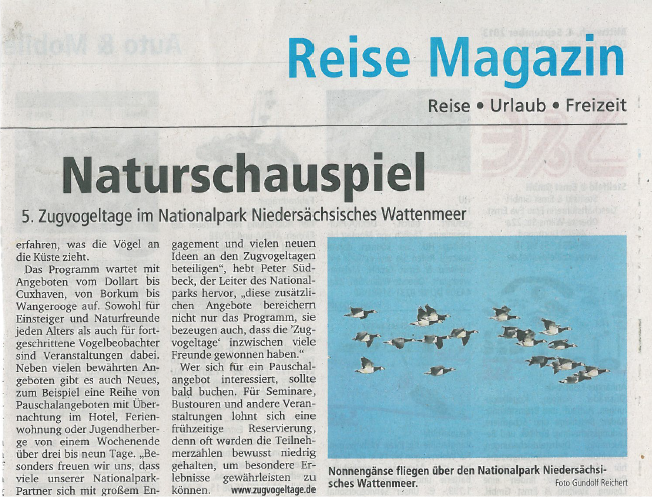 Reise Magazin
Reise • Urlaub • Freizeit
Naturschauspiel
5. Zugvogeltage im Nationalpark Niedersächsisches Wattenmeer
erfahren, was die Vögel an
die Küste zieht.
Das Programm wartet mit
Angeboten vom Dollart bis
Cuxhaven, von Borkum bis
Wangerooge auf. Sowohl für
Einsteiger und Naturfreunde
jeden Alters als auch für fort-
geschrittene Vogelbeobachter
sind Veranstaltungen dabei.
Neben vielen bewährten An-
geboten gibt es auch Neues,
zum Beispiel eine Reihe von
Pauschalangeboten mit Über-
nachtung im Hotel, Ferien-
wohnung oder Jugendherber-
ge von einem Wochenende
über drei bis neun Tage. „Be-
sonders freuen wir uns, dass
viele unserer Nationalpark-
Partner sich mit großem En-
gagement und vielen neuen
Ideen an den Zugvogeltagen
beteiligen“, hebt Peter Süd-
beck, der Leiter des National-
parks hervor, „diese zusätzli-
chen Angebote bereichern
nicht nur das Programm, sie
bezeugen auch, dass die 'Zug-
vogeltage' inzwischen viele
Freunde gewonnen haben.“
Wer sich für ein Pauschal-
angebot interessiert, sollte
bald buchen. Für Seminare,
Bustouren und andere Veran-
staltungen lohnt sich eine
frühzeitige Reservierung,
denn oft werden die Teilneh-
merzahlen bewusst niedrig
gehalten, um besondere Er-
lebnisse gewährleisten zu
können. www.zugvogeltage.de
Nonnengänse fliegen über den Nationalpark Niedersächsi-
sches Wattenmeer. Foto Gundolf Reichert